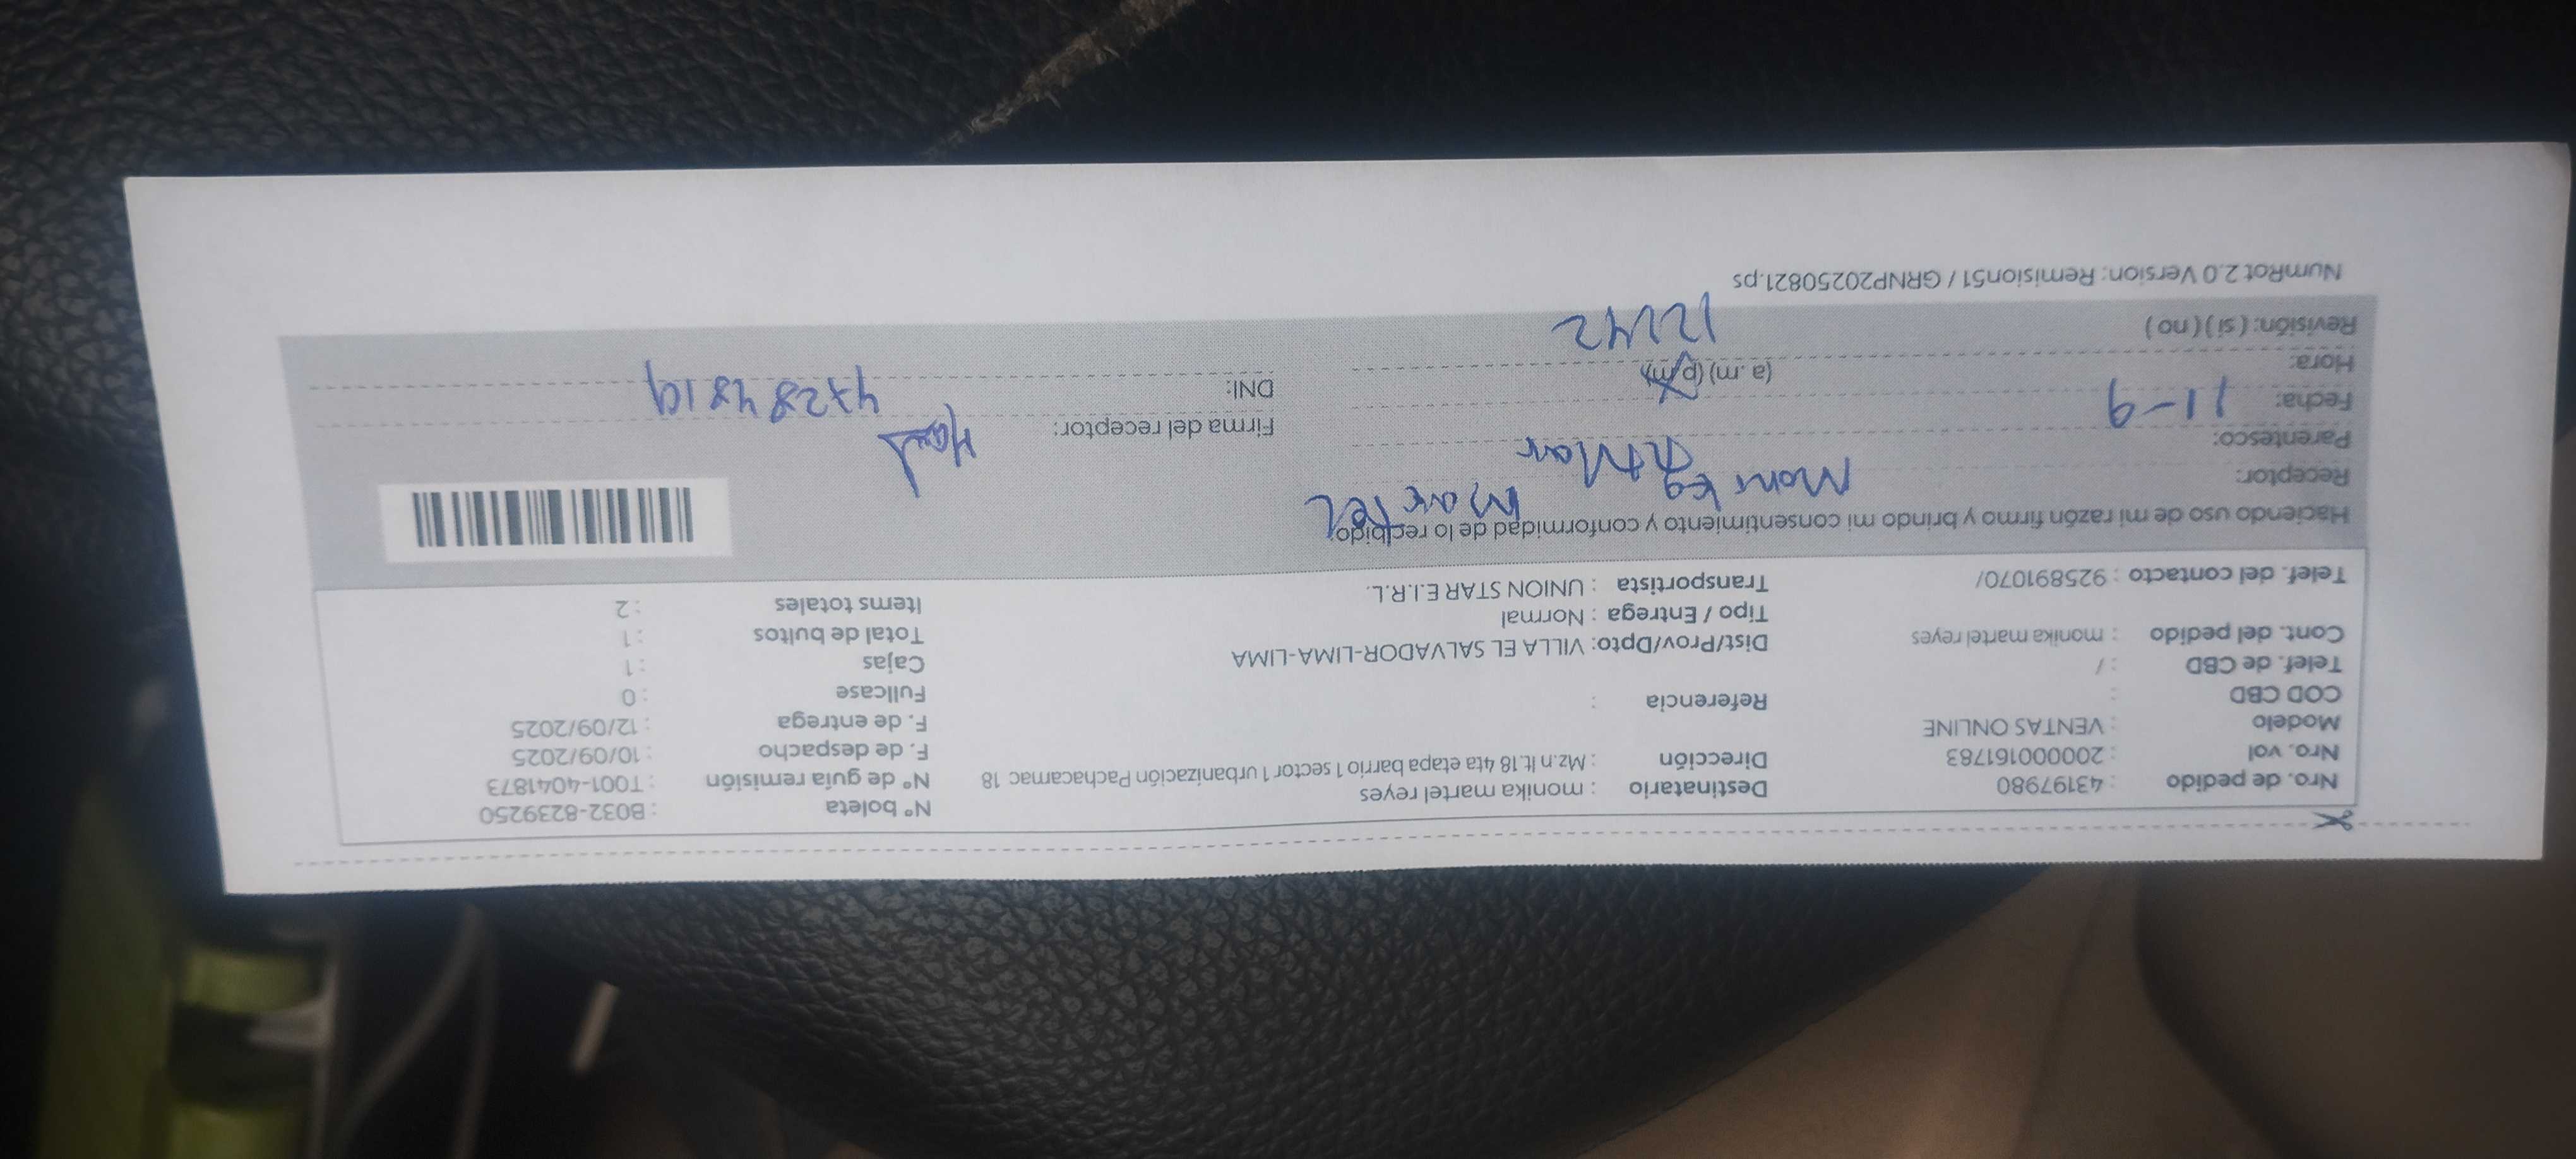 Nro. de pedido : 43197980
Nro. vol : 20000016​1783
Modelo : VENTAS ONLINE
COD CBD :
Telef. de CBD : /
Cont. del pedido : monika martel reyes
Telef. del contacto : 925891070/
Destinatario : monika martel reyes
Dirección : Mz.n lt.18 4ta etapa barrio 1 sector 1 urbanización Pachacamac 18
Referencia :
Dist/Prov/Dpto: VILLA EL SALVADOR-LIMA-LIMA
Tipo / Entrega : Normal
Transportista : UNION STAR E.I.R.L.
N° boleta : B032-8239250
N° de guía remisión : T001-4041873
F. de despacho : 10/09/2025
F. de entrega : 12/09/2025
Fullcase : 0
Cajas : 1
Total de bultos : 1
Items totales : 2
Haciendo uso de mi razón firmo y brindo mi consentimiento y conformidad de lo recibido:
Receptor: Monika Martel
Parentesco:
Fecha: 11-9
Hora: (a.m) (p.m) 12:42
Revisión: ( si ) ( no )
Firma del receptor:
DNI: 47284819
NumRot 2.0 Version: Remision51 / GRNP20250821.ps